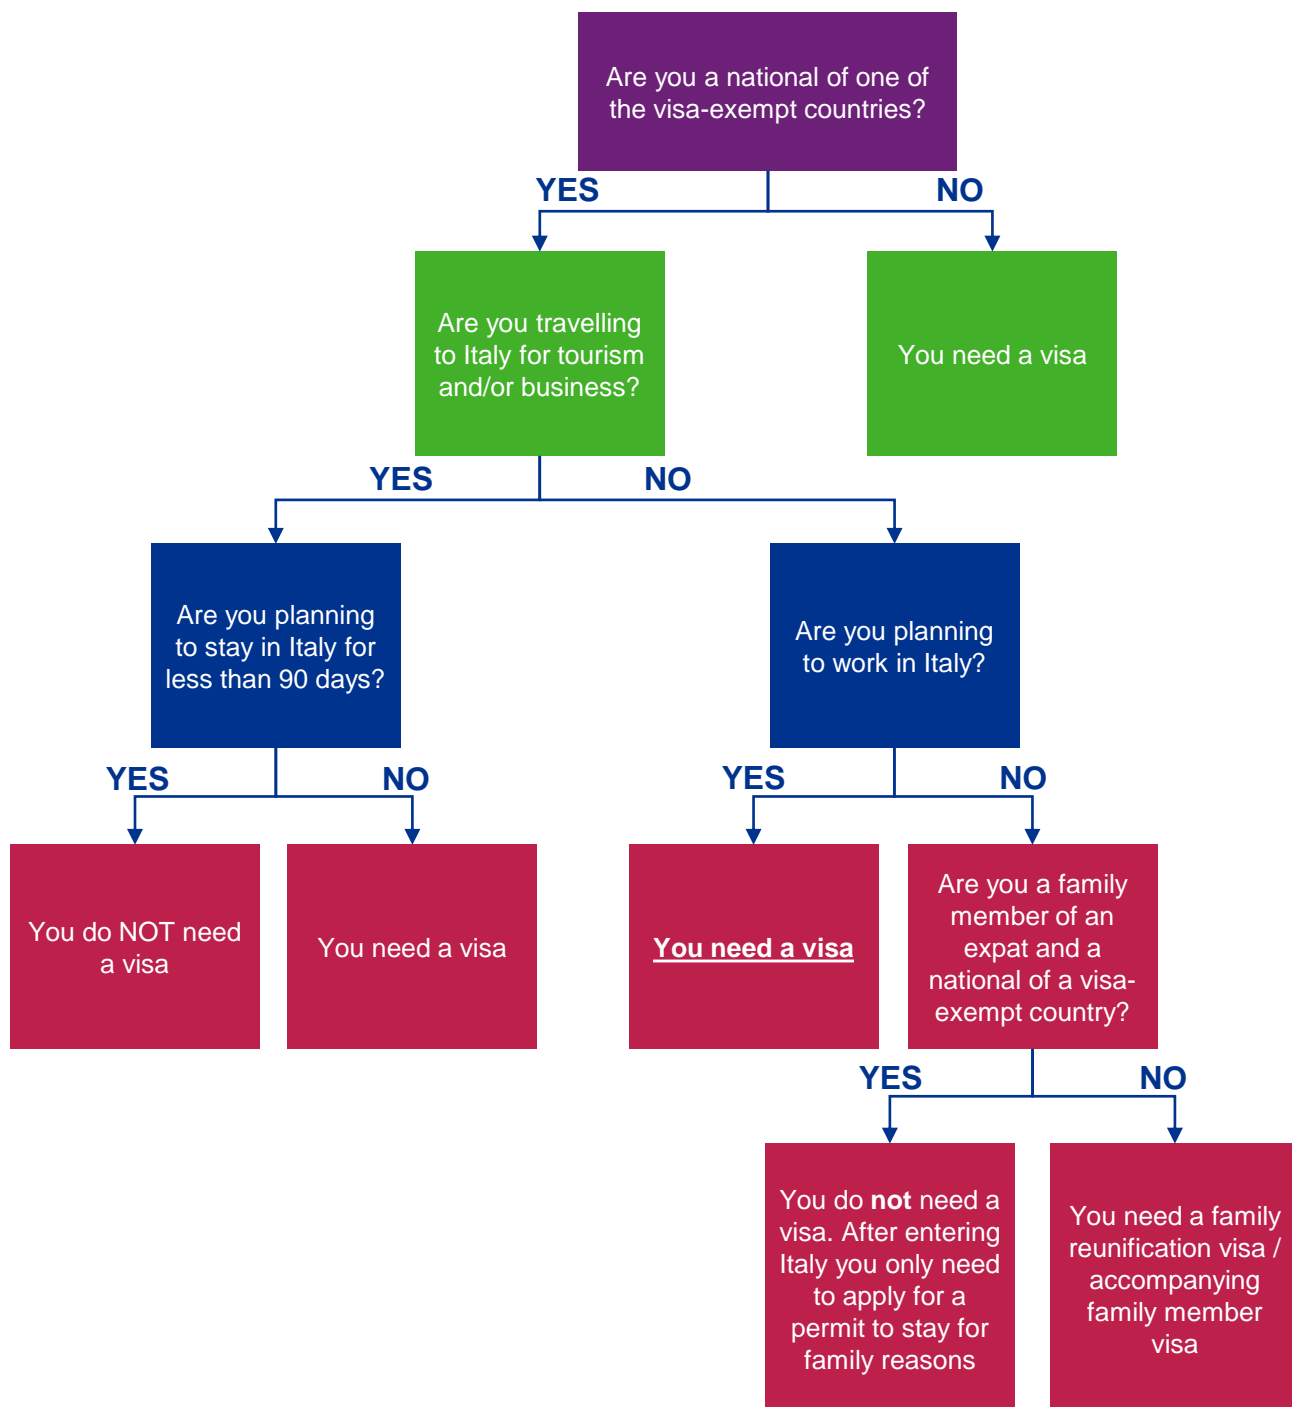 Are you a national of one of
the visa-exempt countries?
YES
NO
Are you travelling
to Italy for tourism
and/or business?
You need a visa
YES
NO
Are you planning
to stay in Italy for
less than 90 days?
Are you planning
to work in Italy?
YES
NO
YES
NO
You do NOT need
a visa
You need a visa
You need a visa
Are you a family
member of an
expat and a
national of a visa-
exempt country?
YES
NO
You do not need a
visa. After entering
Italy you only need
to apply for a
permit to stay for
family reasons
You need a family
reunification visa /
accompanying
family member
visa